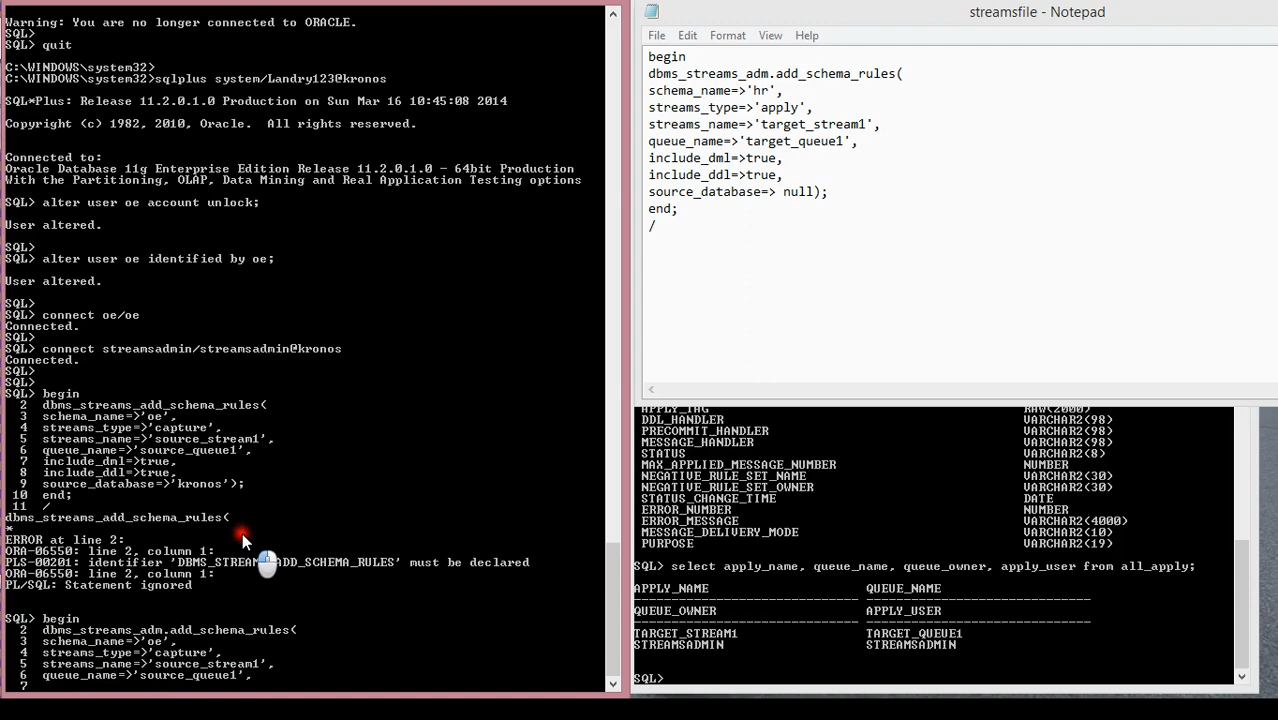 Warning: You are no longer connected to ORACLE.
SQL>
SQL> quit
C:\WINDOWS\system32>
C:\WINDOWS\system32>sqlplus system/Landry123@kronos
SQL*Plus: Release 11.2.0.1.0 Production on Sun Mar 16 10:45:08 2014
Copyright (c) 1982, 2010, Oracle.  All rights reserved.
Connected to:
Oracle Database 11g Enterprise Edition Release 11.2.0.1.0 - 64bit Production
With the Partitioning, OLAP, Data Mining and Real Application Testing options
SQL> alter user oe account unlock;
User altered.
SQL>
SQL> alter user oe identified by oe;
User altered.
SQL>
SQL> connect oe/oe
Connected.
SQL>
SQL> connect streamsadmin/streamsadmin@kronos
Connected.
SQL>
SQL>
SQL> begin
2  dbms_streams_add_schema_rules(
3  schema_name=>'oe',
4  streams_type=>'capture',
5  streams_name=>'source_stream1',
6  queue_name=>'source_queue1',
7  include_dml=>true,
8  include_ddl=>true,
9  source_database=>'kronos');
10  end;
11  /
dbms_streams_add_schema_rules(
*
ERROR at line 2:
ORA-06550: line 2, column 1:
PLS-00201: identifier 'DBMS_STREAMS_ADD_SCHEMA_RULES' must be declared
ORA-06550: line 2, column 1:
PL/SQL: Statement ignored
SQL> begin
2  dbms_streams_adm.add_schema_rules(
3  schema_name=>'oe',
4  streams_type=>'capture',
5  streams_name=>'source_stream1',
6  queue_name=>'source_queue1',
7
streamsfile - Notepad
File Edit Format View Help
begin
dbms_streams_adm.add_schema_rules(
schema_name=>'hr',
streams_type=>'apply',
streams_name=>'target_stream1',
queue_name=>'target_queue1',
include_dml=>true,
include_ddl=>true,
source_database=> null);
end;
/
APPLY_TAG RAW(2000)
DDL_HANDLER VARCHAR2(98)
PRECOMMIT_HANDLER VARCHAR2(98)
MESSAGE_HANDLER VARCHAR2(98)
STATUS VARCHAR2(8)
MAX_APPLIED_MESSAGE_NUMBER NUMBER
NEGATIVE_RULE_SET_NAME VARCHAR2(30)
NEGATIVE_RULE_SET_OWNER VARCHAR2(30)
STATUS_CHANGE_TIME DATE
ERROR_NUMBER NUMBER
ERROR_MESSAGE VARCHAR2(4000)
MESSAGE_DELIVERY_MODE VARCHAR2(10)
PURPOSE VARCHAR2(19)
SQL> select apply_name, queue_name, queue_owner, apply_user from all_apply;
APPLY_NAME QUEUE_NAME
------------------------------ ------------------------------
QUEUE_OWNER APPLY_USER
------------------------------ ------------------------------
TARGET_STREAM1 TARGET_QUEUE1
STREAMSADMIN STREAMSADMIN
SQL>